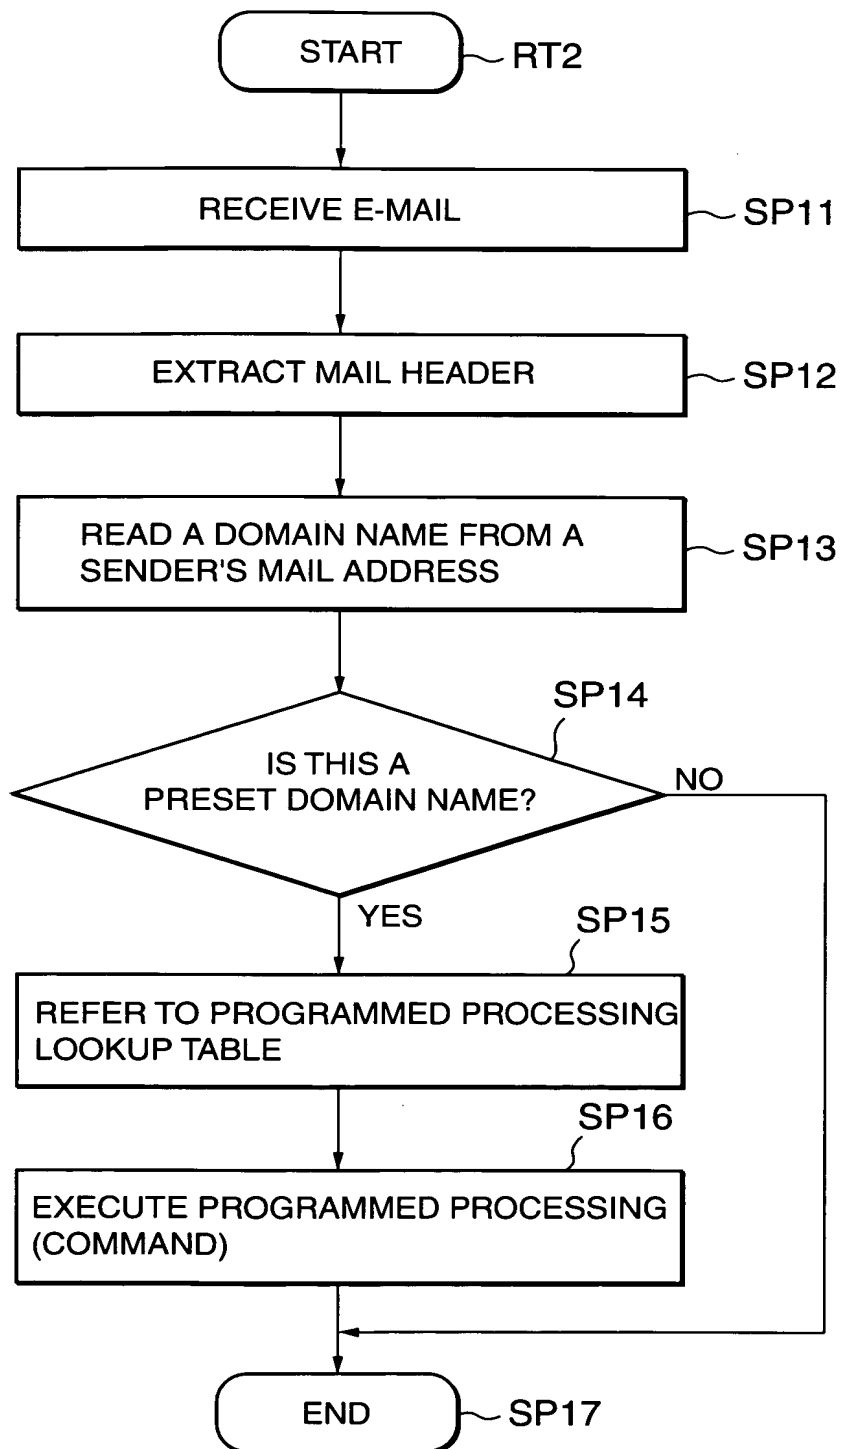 START
RT2
RECEIVE E-MAIL
SP11
EXTRACT MAIL HEADER
SP12
READ A DOMAIN NAME FROM A
SENDER'S MAIL ADDRESS
SP13
SP14
IS THIS A
PRESET DOMAIN NAME?
NO
YES
SP15
REFER TO PROGRAMMED PROCESSING
LOOKUP TABLE
SP16
EXECUTE PROGRAMMED PROCESSING
(COMMAND)
END
SP17